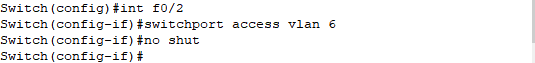 Switch(config)#int f0/2
Switch(config-if)#switchport access vlan 6
Switch(config-if)#no shut
Switch(config-if)#